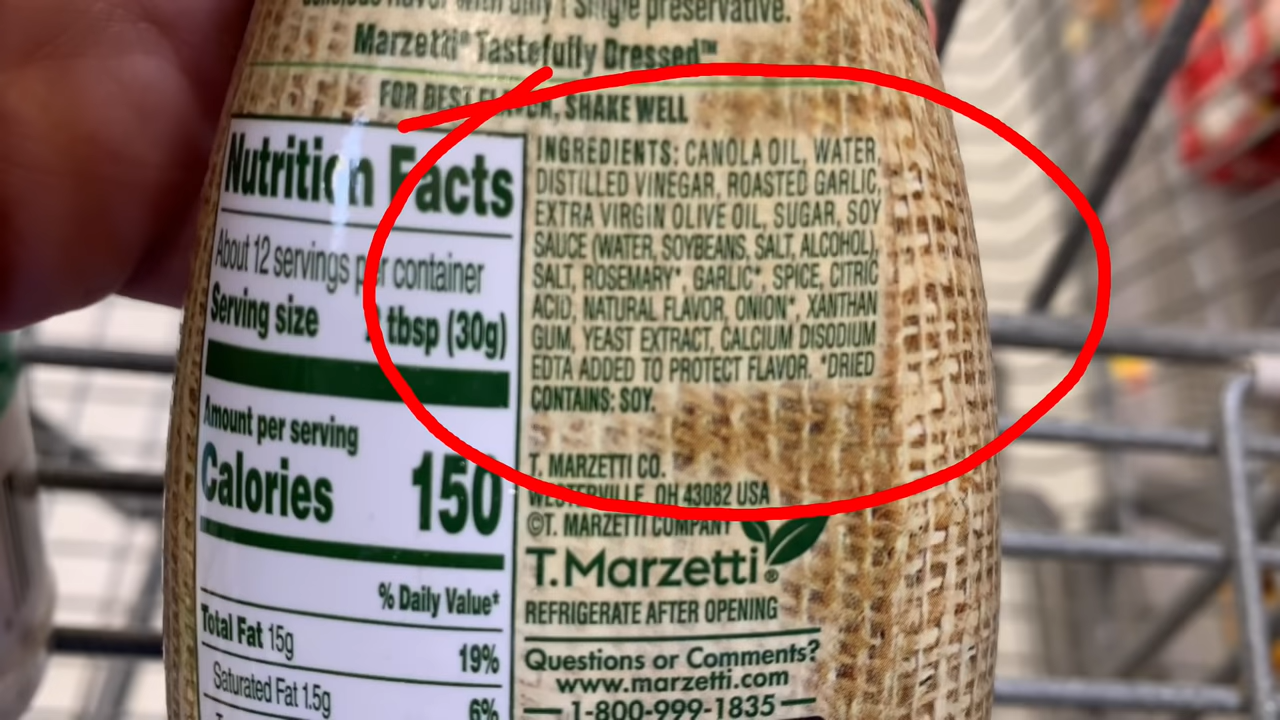 with only 1 single preservative.
Marzetti® Tastefully Dressed™
FOR BEST FLAVOR, SHAKE WELL
Nutrition Facts
About 12 servings per container
Serving size tbsp (30g)
Amount per serving
Calories 150
% Daily Value*
Total Fat 15g 19%
Saturated Fat 1.5g 6%
INGREDIENTS: CANOLA OIL, WATER,
DISTILLED VINEGAR, ROASTED GARLIC,
EXTRA VIRGIN OLIVE OIL, SUGAR, SOY
SAUCE (WATER, SOYBEANS, SALT, ALCOHOL),
SALT, ROSEMARY*, GARLIC*, SPICE, CITRIC
ACID, NATURAL FLAVOR, ONION*, XANTHAN
GUM, YEAST EXTRACT, CALCIUM DISODIUM
EDTA ADDED TO PROTECT FLAVOR. *DRIED
CONTAINS: SOY.
T. MARZETTI CO.
WESTERVILLE, OH 43082 USA
©T. MARZETTI COMPANY
T.Marzetti®
REFRIGERATE AFTER OPENING
Questions or Comments?
www.marzetti.com
1-800-999-1835